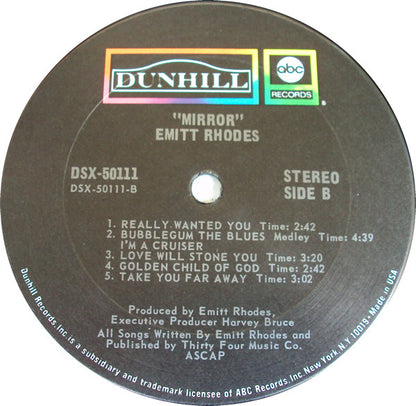 DUNHILL
abc
RECORDS
"MIRROR"
EMITT RHODES
DSX-50111
DSX-50111-B
STEREO
SIDE B
1. REALLY WANTED YOU Time: 2:42
2. BUBBLEGUM THE BLUES Medley Time: 4:39
I'M A CRUISER
3. LOVE WILL STONE YOU Time: 3:20
4. GOLDEN CHILD OF GOD Time: 2:42
5. TAKE YOU FAR AWAY Time: 3:02
Produced by Emitt Rhodes,
Executive Producer Harvey Bruce
All Songs Written By Emitt Rhodes and
Published by Thirty Four Music Co.
ASCAP
Dunhill Records, Inc. is a subsidiary and trademark licensee of ABC Records, Inc. New York, N.Y. 10019 • Made in USA